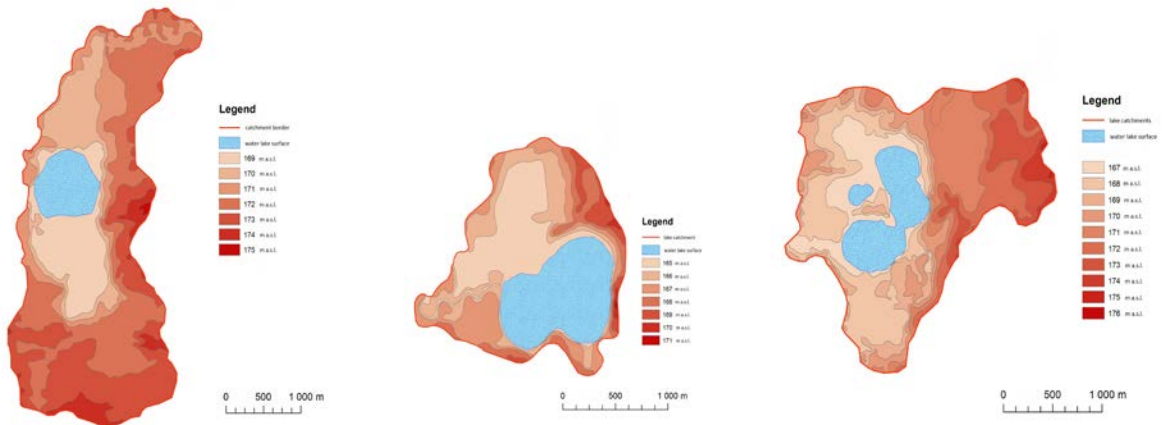 Legend
catchment border
water lake surface
169 m a.s.l.
170 m a.s.l.
171 m a.s.l.
172 m a.s.l.
173 m a.s.l.
174 m a.s.l.
175 m a.s.l.
0 500 1 000 m
Legend
lake catchment
water lake surface
165 m a.s.l.
166 m a.s.l.
167 m a.s.l.
168 m a.s.l.
169 m a.s.l.
170 m a.s.l.
171 m a.s.l.
0 500 1 000 m
Legend
lake catchments
water lake surface
167 m a.s.l.
168 m a.s.l.
169 m a.s.l.
170 m a.s.l.
171 m a.s.l.
172 m a.s.l.
173 m a.s.l.
174 m a.s.l.
175 m a.s.l.
176 m a.s.l.
0 500 1 000 m